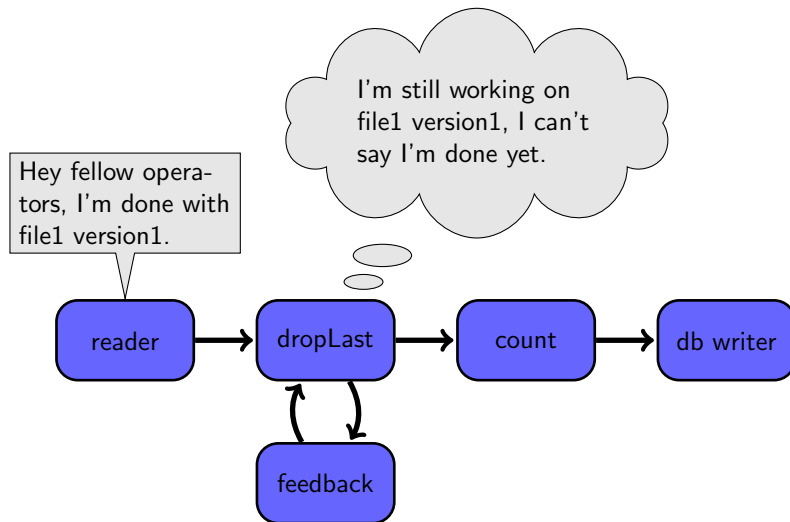 I'm still working on
file1 version1, I can't
say I'm done yet.
Hey fellow opera-
tors, I'm done with
file1 version1.
reader
dropLast
count
db writer
feedback